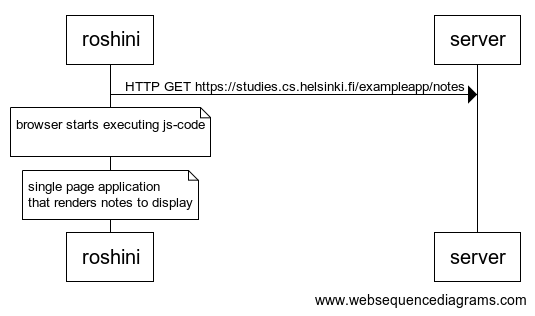 roshini
server
HTTP GET https://studies.cs.helsinki.fi/exampleapp/notes
browser starts executing js-code
single page application
that renders notes to display
roshini
server
www.websequencediagrams.com